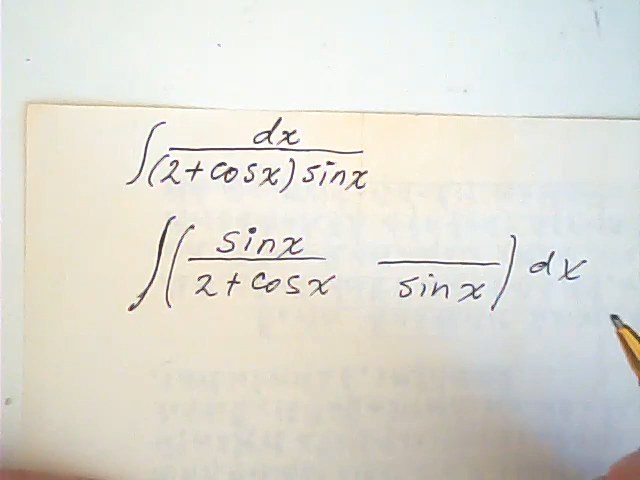 ∫ dx / (2+cosx) sinx
∫ ( sinx / 2+cosx   / sinx ) dx